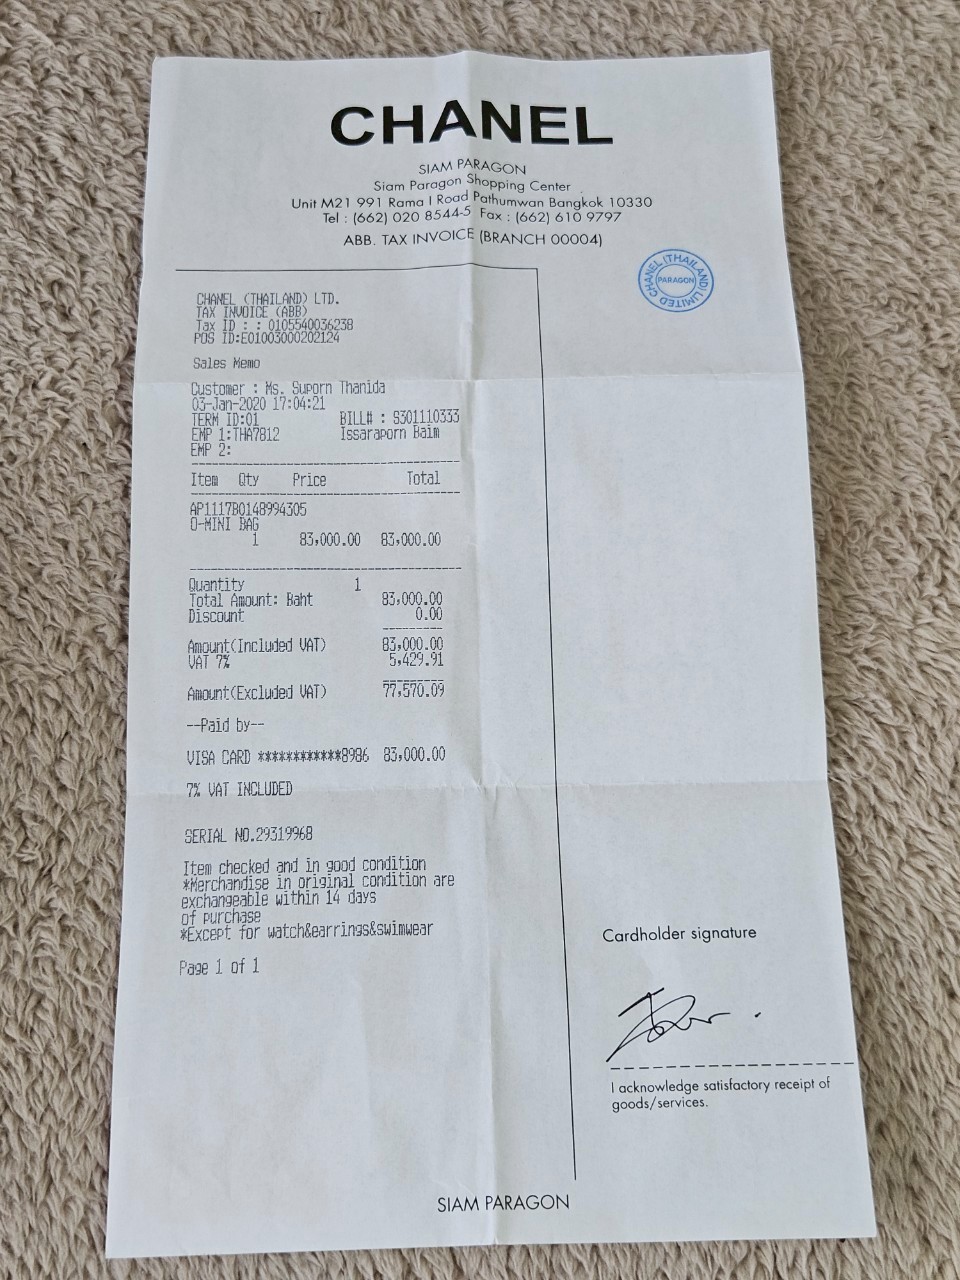 CHANEL
SIAM PARAGON
Siam Paragon Shopping Center
Unit M21 991 Rama I Road Pathumwan Bangkok 10330
Tel : (662) 020 8544-5 Fax : (662) 610 9797
ABB. TAX INVOICE (BRANCH 00004)
CHANEL (THAILAND) LIMITED
PARAGON
CHANEL (THAILAND) LTD.
TAX INVOICE (ABB)
Tax ID : : 0105540036238
POS ID:E01003000202124
Sales Memo
Customer : Ms. Suporn Thanida
03-Jan-2020 17:04:21
TERM ID:01 BILL# : 9301110333
EMP 1:THA7812 Issaraporn Baim
EMP 2:
Item Qty Price Total
AP1117B0148994305
O-MINI BAG
1 83,000.00 83,000.00
Quantity 1
Total Amount: Baht 83,000.00
Discount 0.00
Amount(Included VAT) 83,000.00
VAT 7% 5,429.91
Amount(Excluded VAT) 77,570.09
--Paid by--
VISA CARD ************8986 83,000.00
7% VAT INCLUDED
SERIAL NO.29319968
Item checked and in good condition
*Merchandise in original condition are
exchangeable within 14 days
of purchase
*Except for watch&earrings&swimwear
Page 1 of 1
Cardholder signature
I acknowledge satisfactory receipt of
goods/services.
SIAM PARAGON